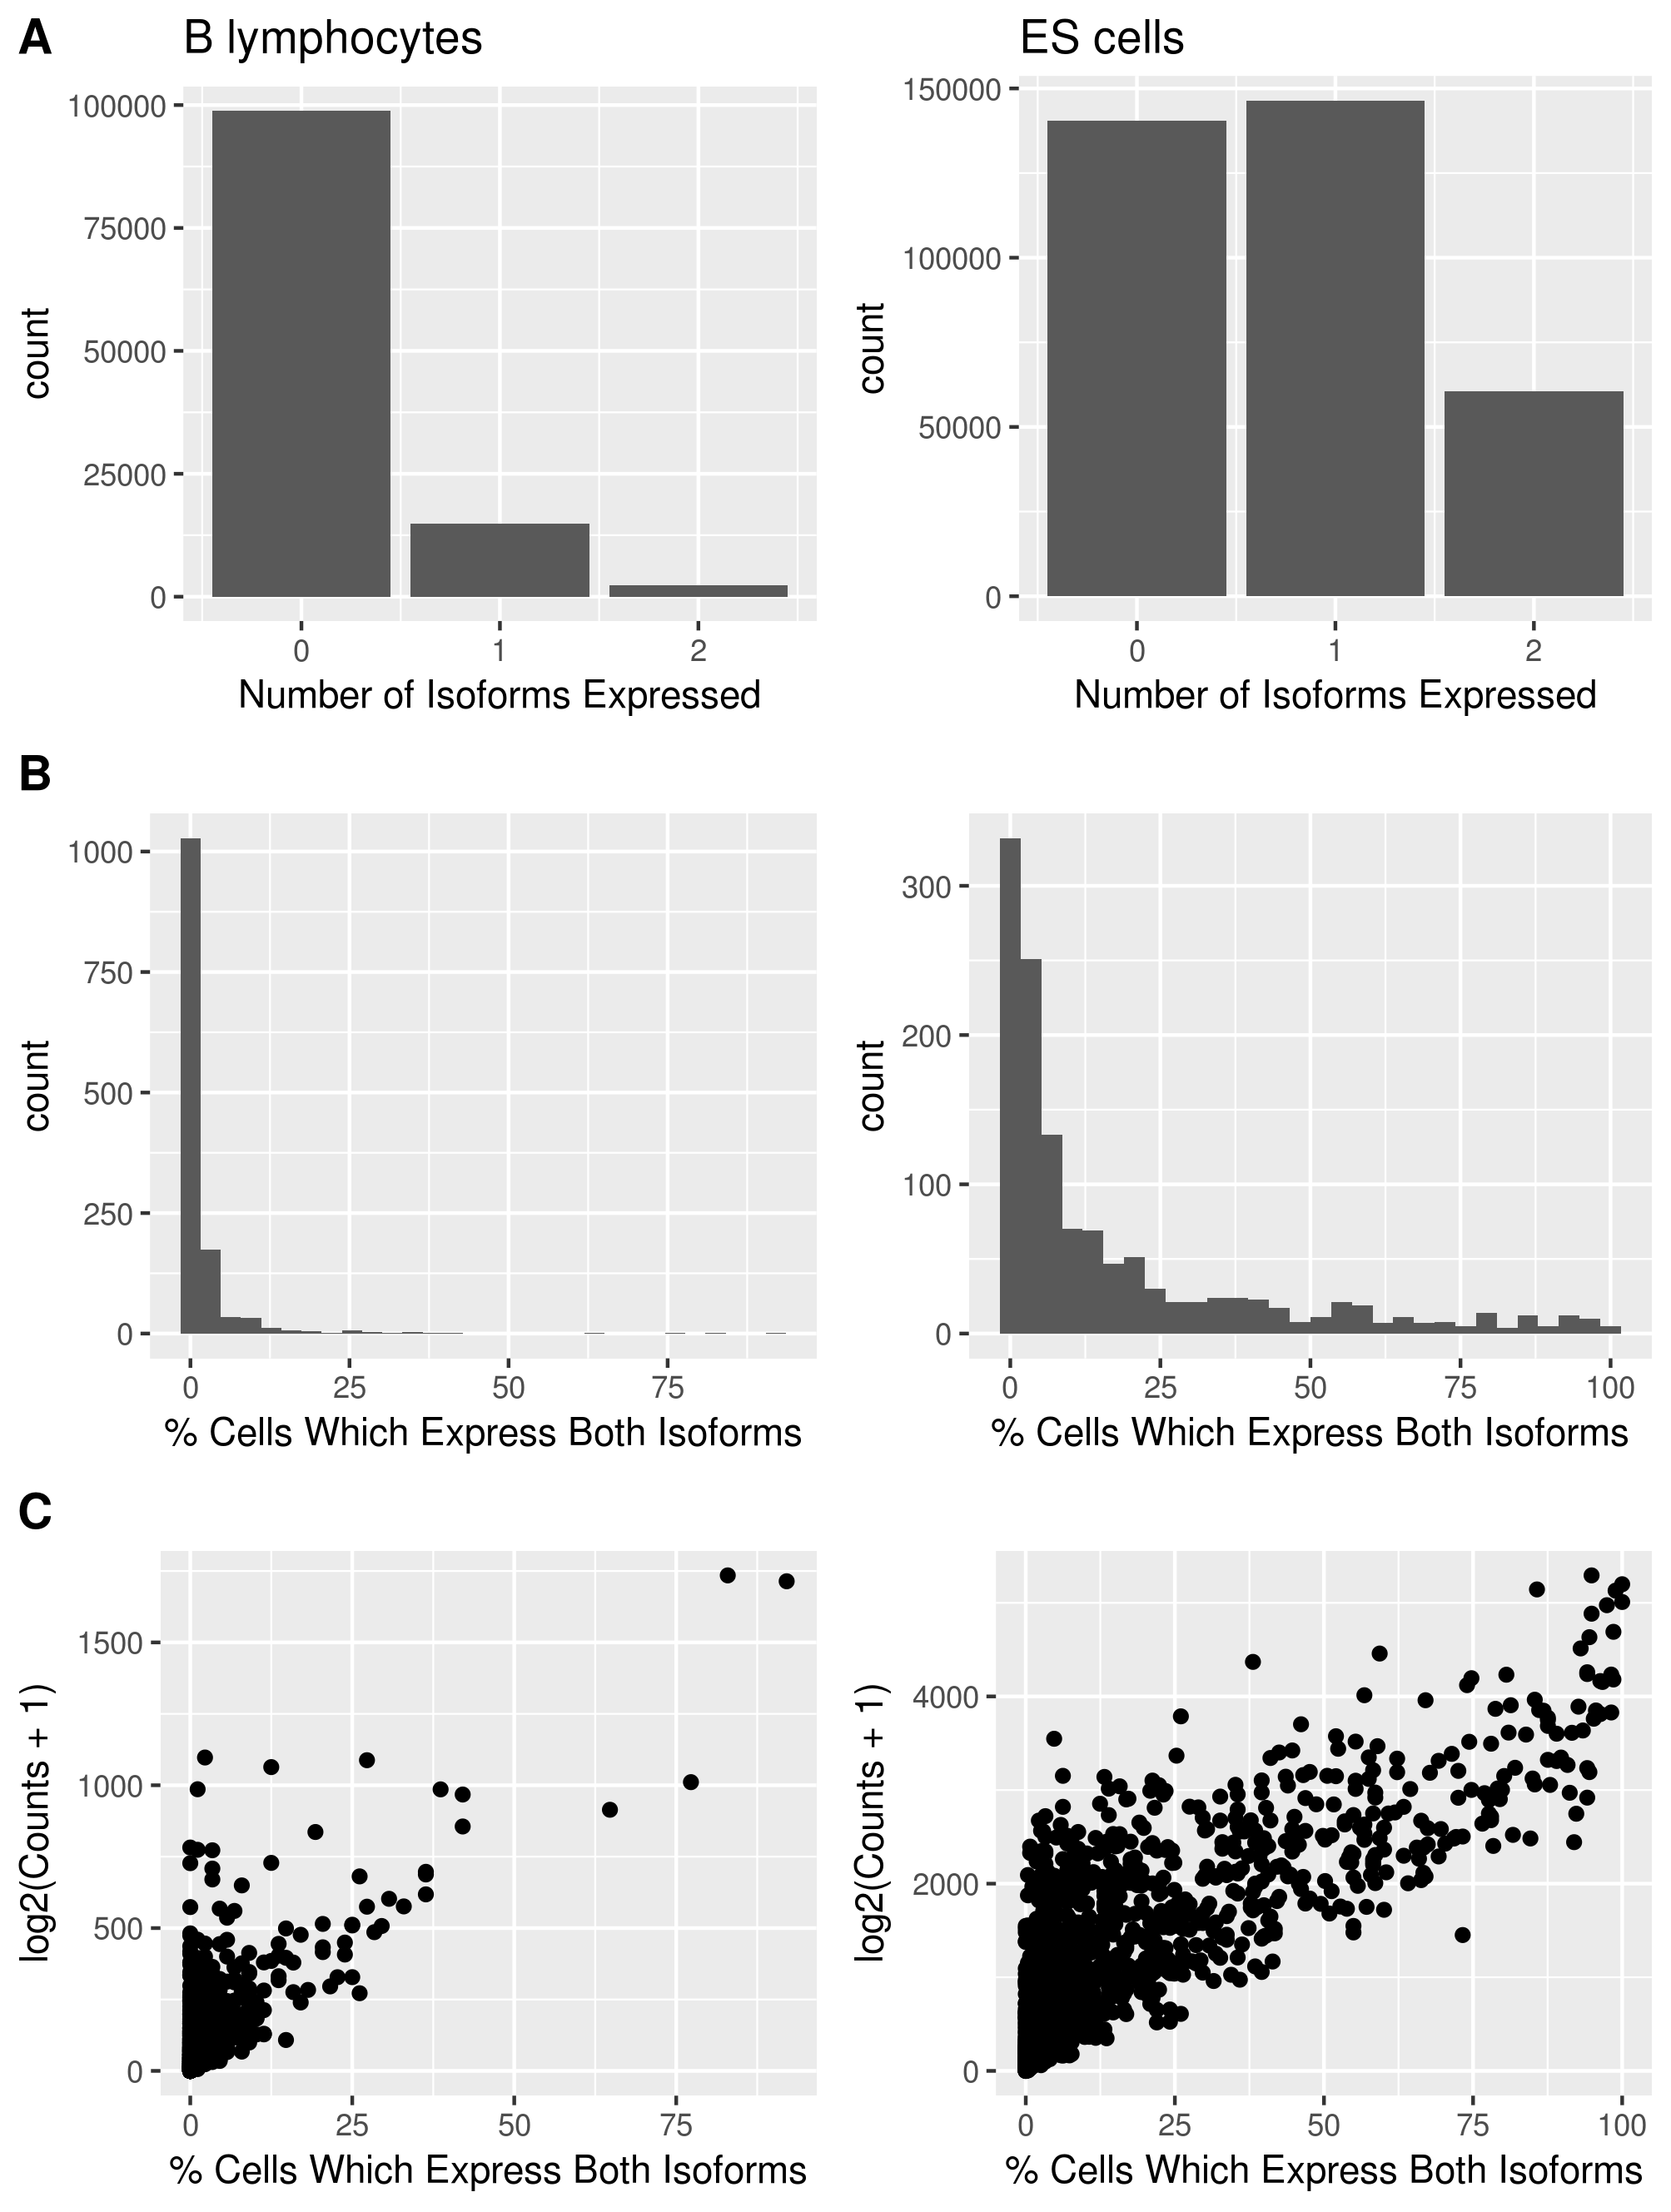 A
B lymphocytes
ES cells
100000
75000
50000
25000
0
count
0 1 2
Number of Isoforms Expressed
150000
100000
50000
0
count
0 1 2
Number of Isoforms Expressed
B
1000
750
500
250
0
count
0 25 50 75
% Cells Which Express Both Isoforms
300
200
100
0
count
0 25 50 75 100
% Cells Which Express Both Isoforms
C
1500
1000
500
0
log2(Counts + 1)
0 25 50 75
% Cells Which Express Both Isoforms
4000
2000
0
log2(Counts + 1)
0 25 50 75 100
% Cells Which Express Both Isoforms